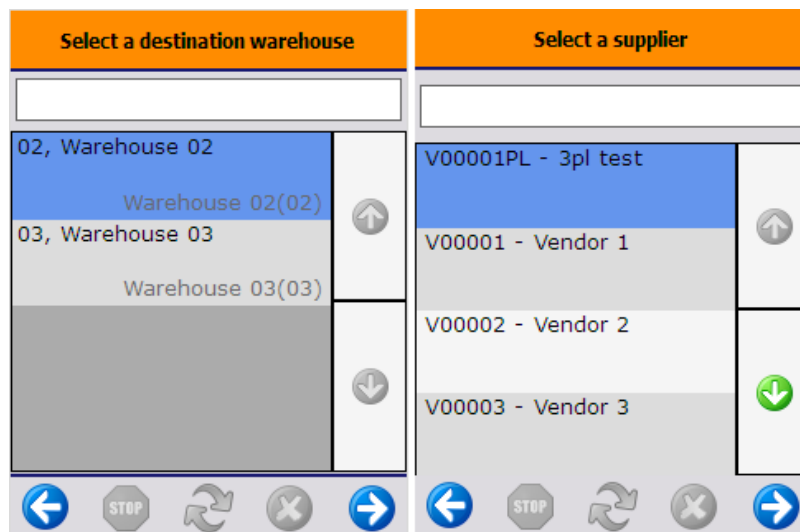 Select a destination warehouse
02, Warehouse 02
Warehouse 02(02)
03, Warehouse 03
Warehouse 03(03)
STOP
Select a supplier
V00001PL - 3pl test
V00001 - Vendor 1
V00002 - Vendor 2
V00003 - Vendor 3
STOP